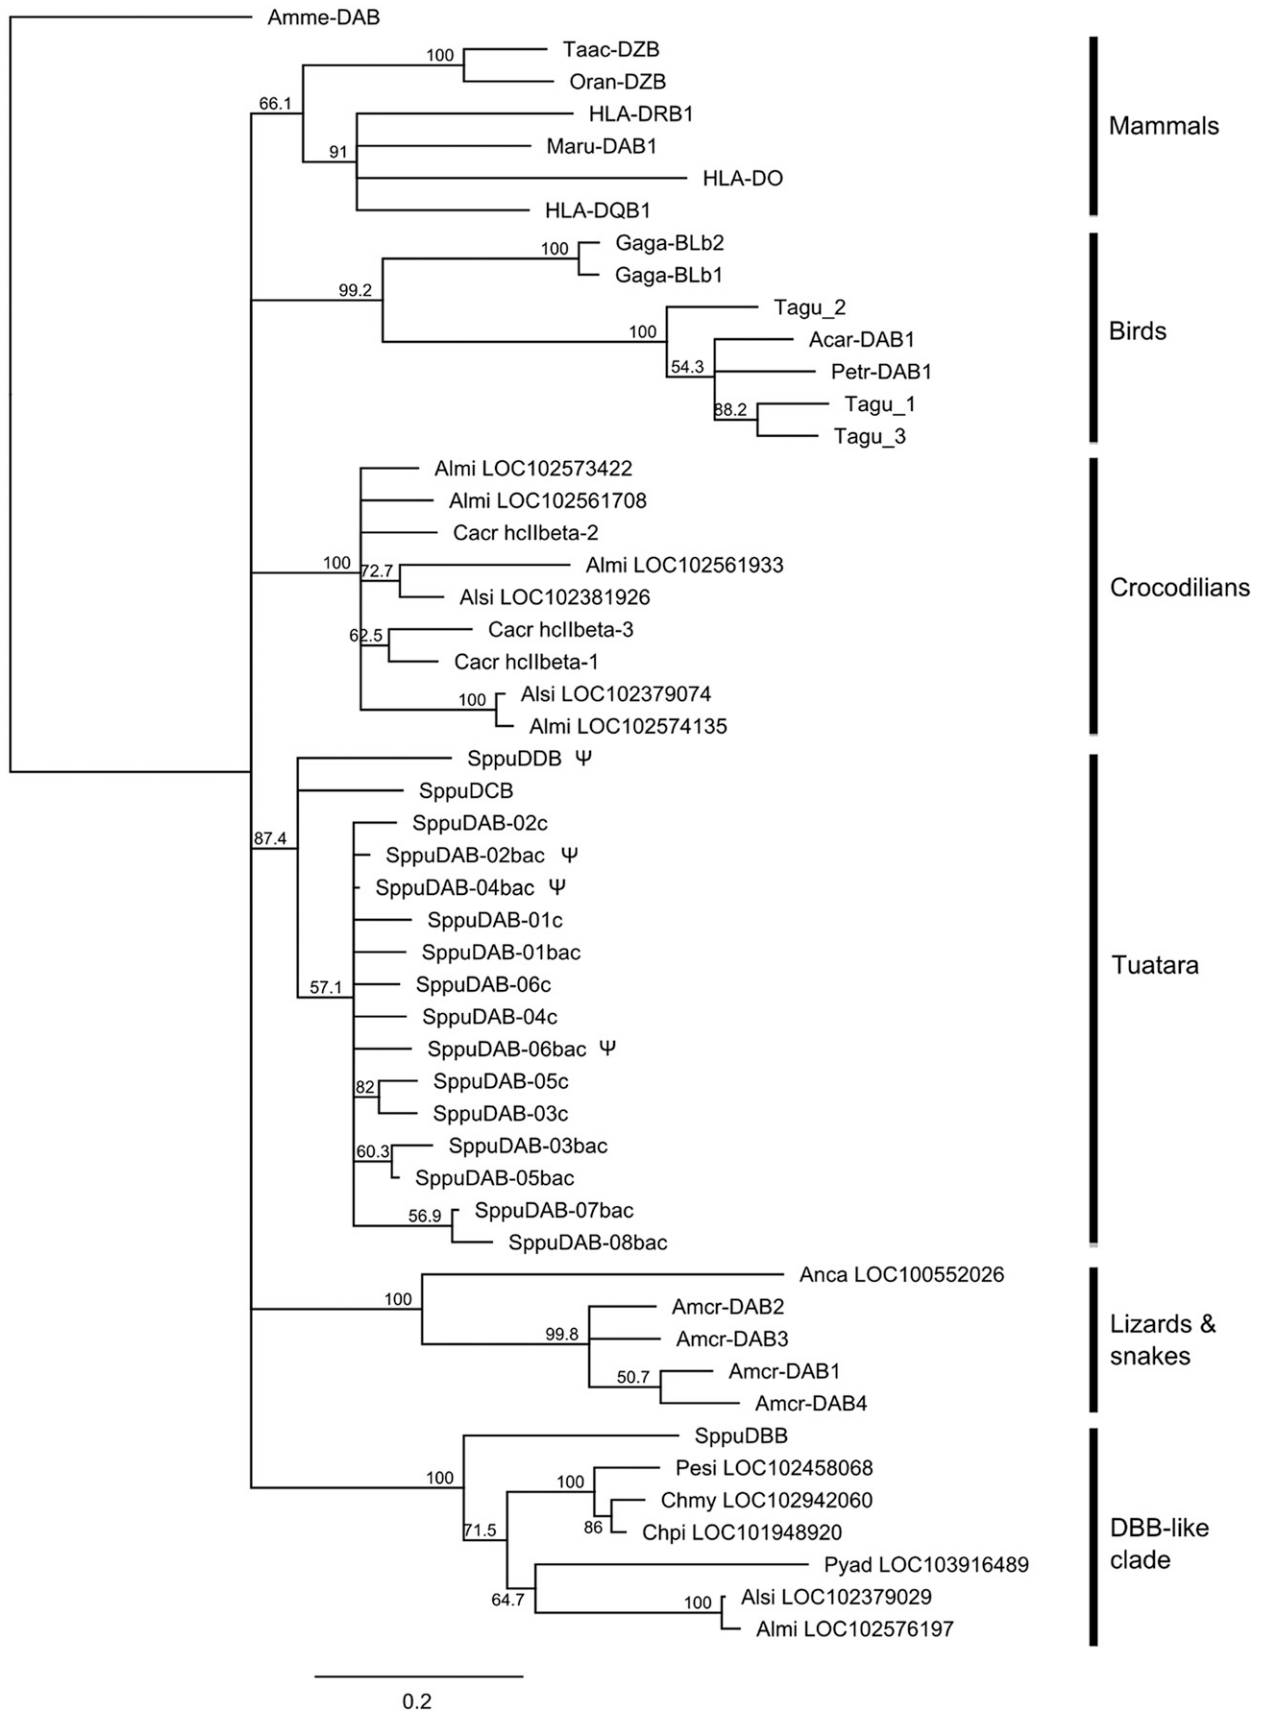 Amme-DAB
100
Taac-DZB
Oran-DZB
66.1
HLA-DRB1
Mammals
91
Maru-DAB1
HLA-DO
HLA-DQB1
Gaga-BLb2
100
Gaga-BLb1
99.2
Tagu_2
100
Birds
Acar-DAB1
54.3
Petr-DAB1
88.2
Tagu_1
Tagu_3
Almi LOC102573422
Almi LOC102561708
Cacr hcIIbeta-2
100
72.7
Almi LOC102561933
Crocodilians
Alsi LOC102381926
62.5
Cacr hcIIbeta-3
Cacr hcIIbeta-1
100
Alsi LOC102379074
Almi LOC102574135
SppuDDB Ψ
SppuDCB
SppuDAB-02c
87.4
SppuDAB-02bac Ψ
SppuDAB-04bac Ψ
SppuDAB-01c
SppuDAB-01bac
Tuatara
57.1
SppuDAB-06c
SppuDAB-04c
SppuDAB-06bac Ψ
82
SppuDAB-05c
SppuDAB-03c
60.3
SppuDAB-03bac
SppuDAB-05bac
56.9
SppuDAB-07bac
SppuDAB-08bac
Anca LOC100552026
100
Amcr-DAB2
Lizards &
snakes
99.8
Amcr-DAB3
50.7
Amcr-DAB1
Amcr-DAB4
SppuDBB
100
Pesi LOC102458068
100
Chmy LOC102942060
86
Chpi LOC101948920
71.5
DBB-like
clade
Pyad LOC103916489
64.7
Alsi LOC102379029
100
Almi LOC102576197
0.2